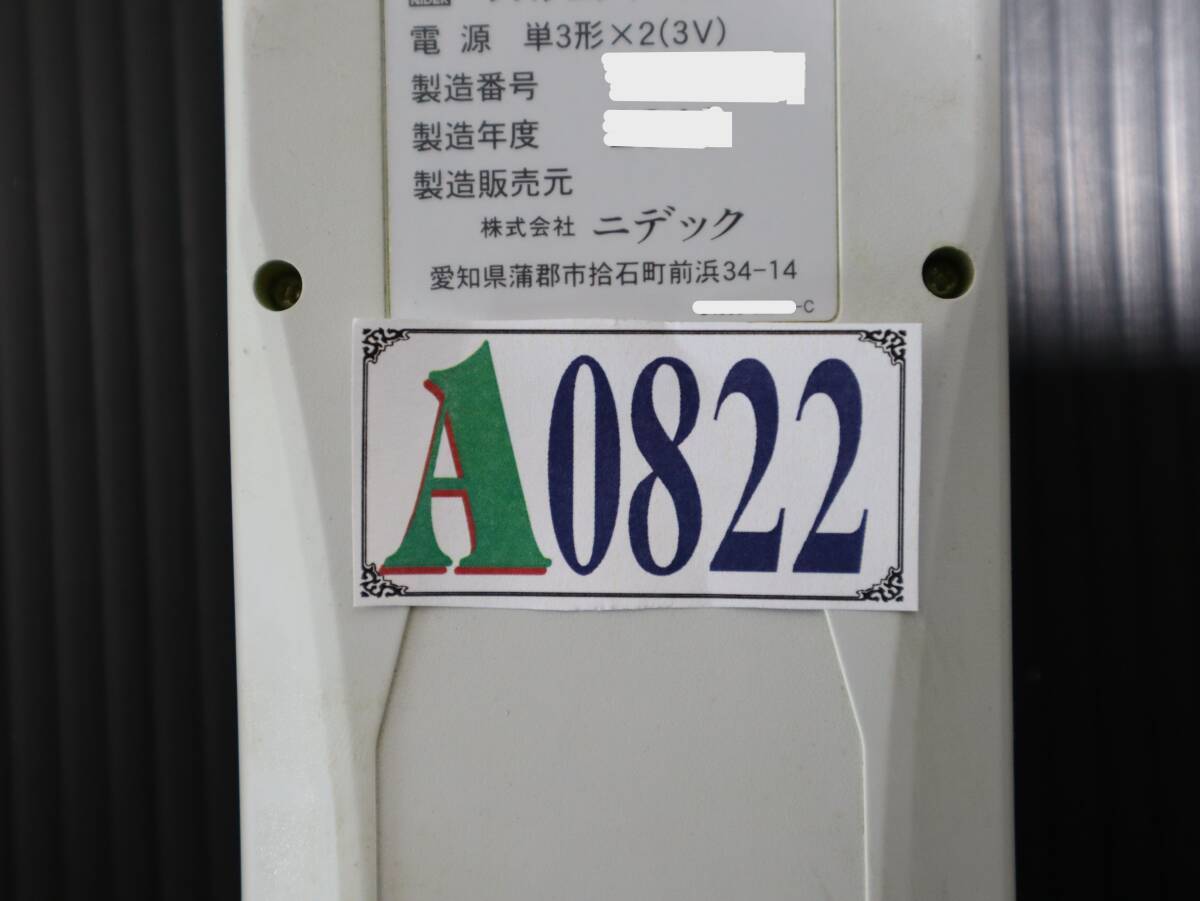 NIDEK
電 源 単3形×2(3V)
製造番号
製造年度
製造販売元
株式会社 ニデック
愛知県蒲郡市拾石町前浜34-14
-C
A0822